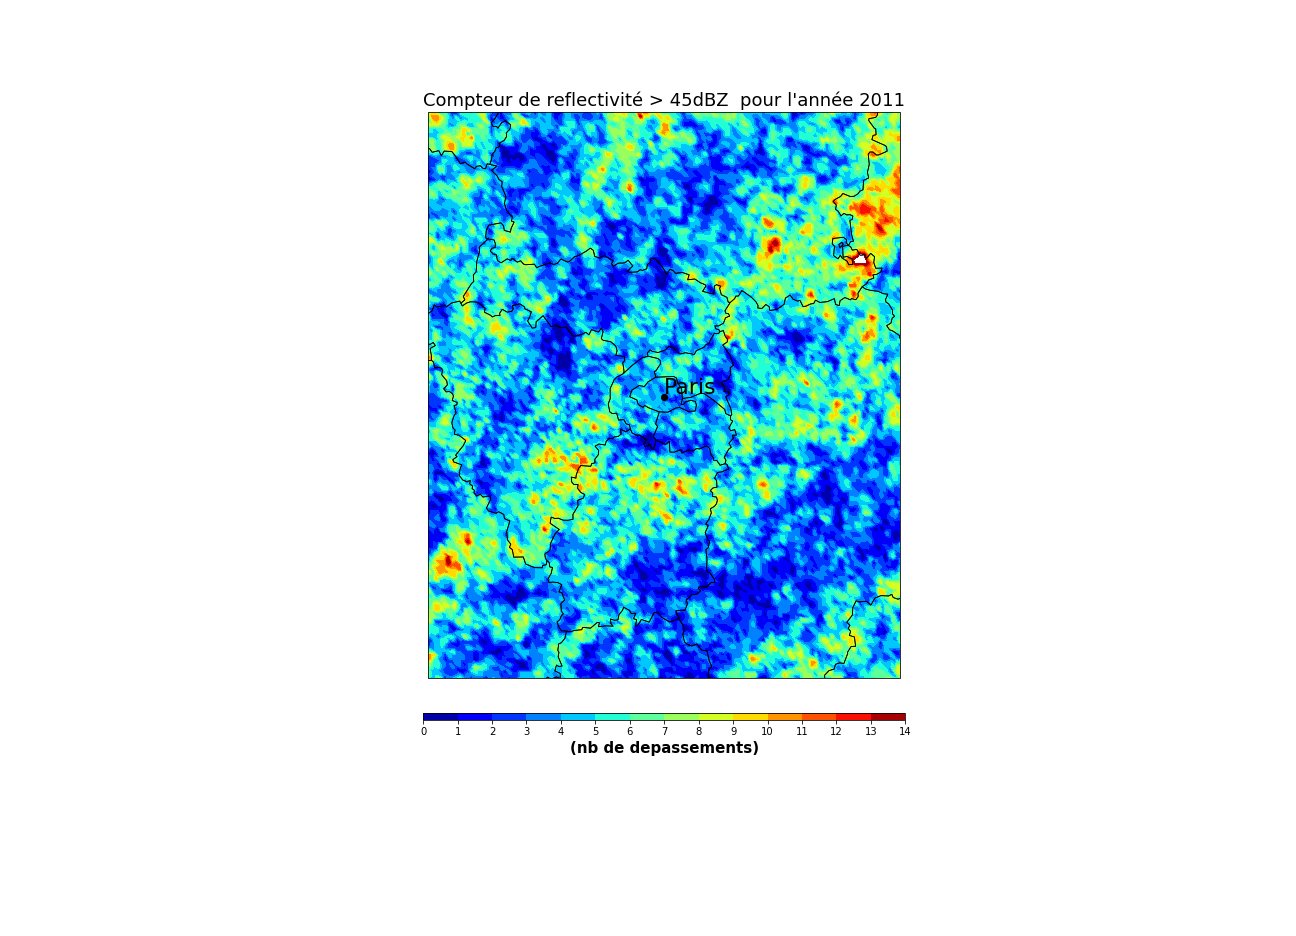 Compteur de reflectivité > 45dBZ  pour l'année 2011
Paris
0 1 2 3 4 5 6 7 8 9 10 11 12 13 14
(nb de depassements)